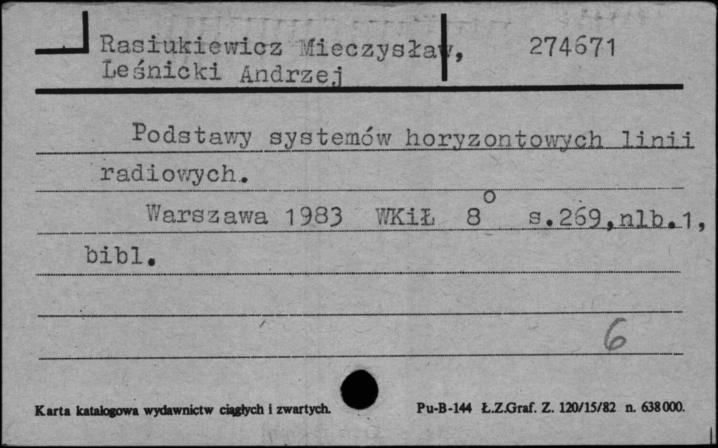 Rasiukiewicz Mieczysław, 274671
Leśnicki Andrzej
Podstawy systemów horyzontowych linii
radiowych.
Warszawa 1983 WKiŁ 8° s.269,nlb.1,
bibl.
6
Karta katalogowa wydawnictw ciągłych i zwartych. Pu-B-144 Ł.Z.Graf. Z. 120/15/82 n. 638000.